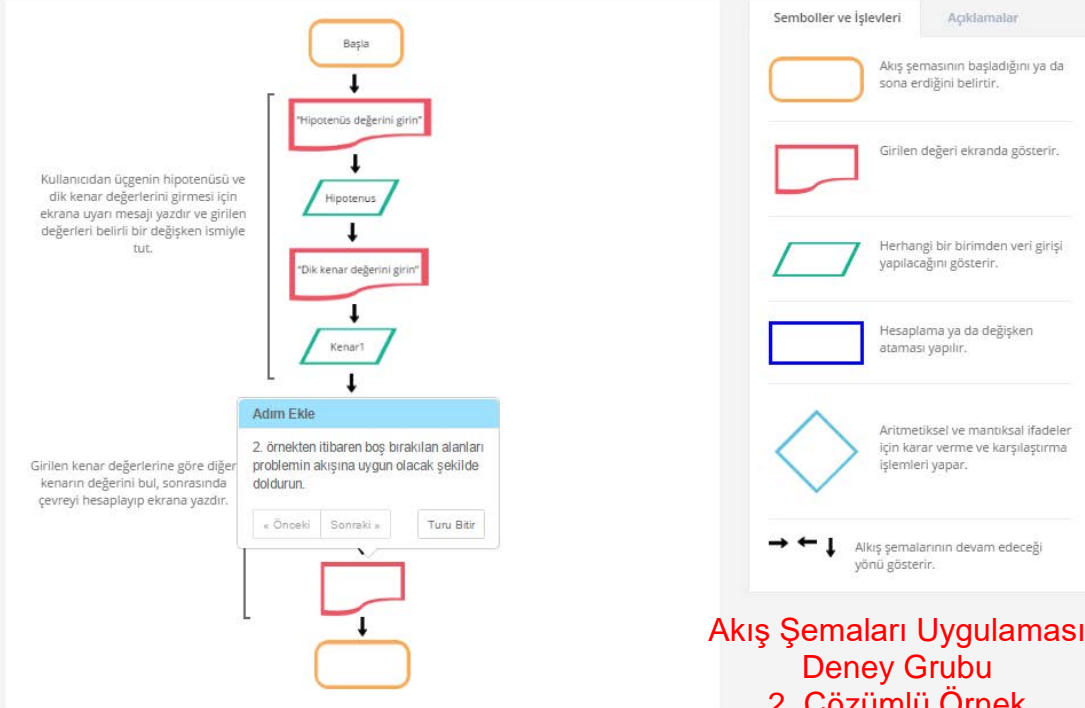 Başla
"Hipotenüs değerini girin"
Kullanıcıdan üçgenin hipotenüsü ve
dik kenar değerlerini girmesi için
ekrana uyarı mesajı yazdır ve girilen
değerleri belirli bir değişken ismiyle
tut.
Hipotenus
"Dik kenar değerini girin"
Kenar1
Adım Ekle
2. örnekten itibaren boş bırakılan alanları
problemin akışına uygun olacak şekilde
doldurun.
« Önceki
Sonraki »
Turu Bitir
Girilen kenar değerlerine göre diğer
kenarın değerini bul, sonrasında
çevreyi hesaplayıp ekrana yazdır.
Semboller ve İşlevleri
Açıklamalar
Akış şemasının başladığını ya da
sona erdiğini belirtir.
Girilen değeri ekranda gösterir.
Herhangi bir birimden veri girişi
yapılacağını gösterir.
Hesaplama ya da değişken
ataması yapılır.
Aritmetiksel ve mantıksal ifadeler
için karar verme ve karşılaştırma
işlemleri yapar.
Alkış şemalarının devam edeceği
yönü gösterir.
Akış Şemaları Uygulaması
Deney Grubu
2. Çözümlü Örnek